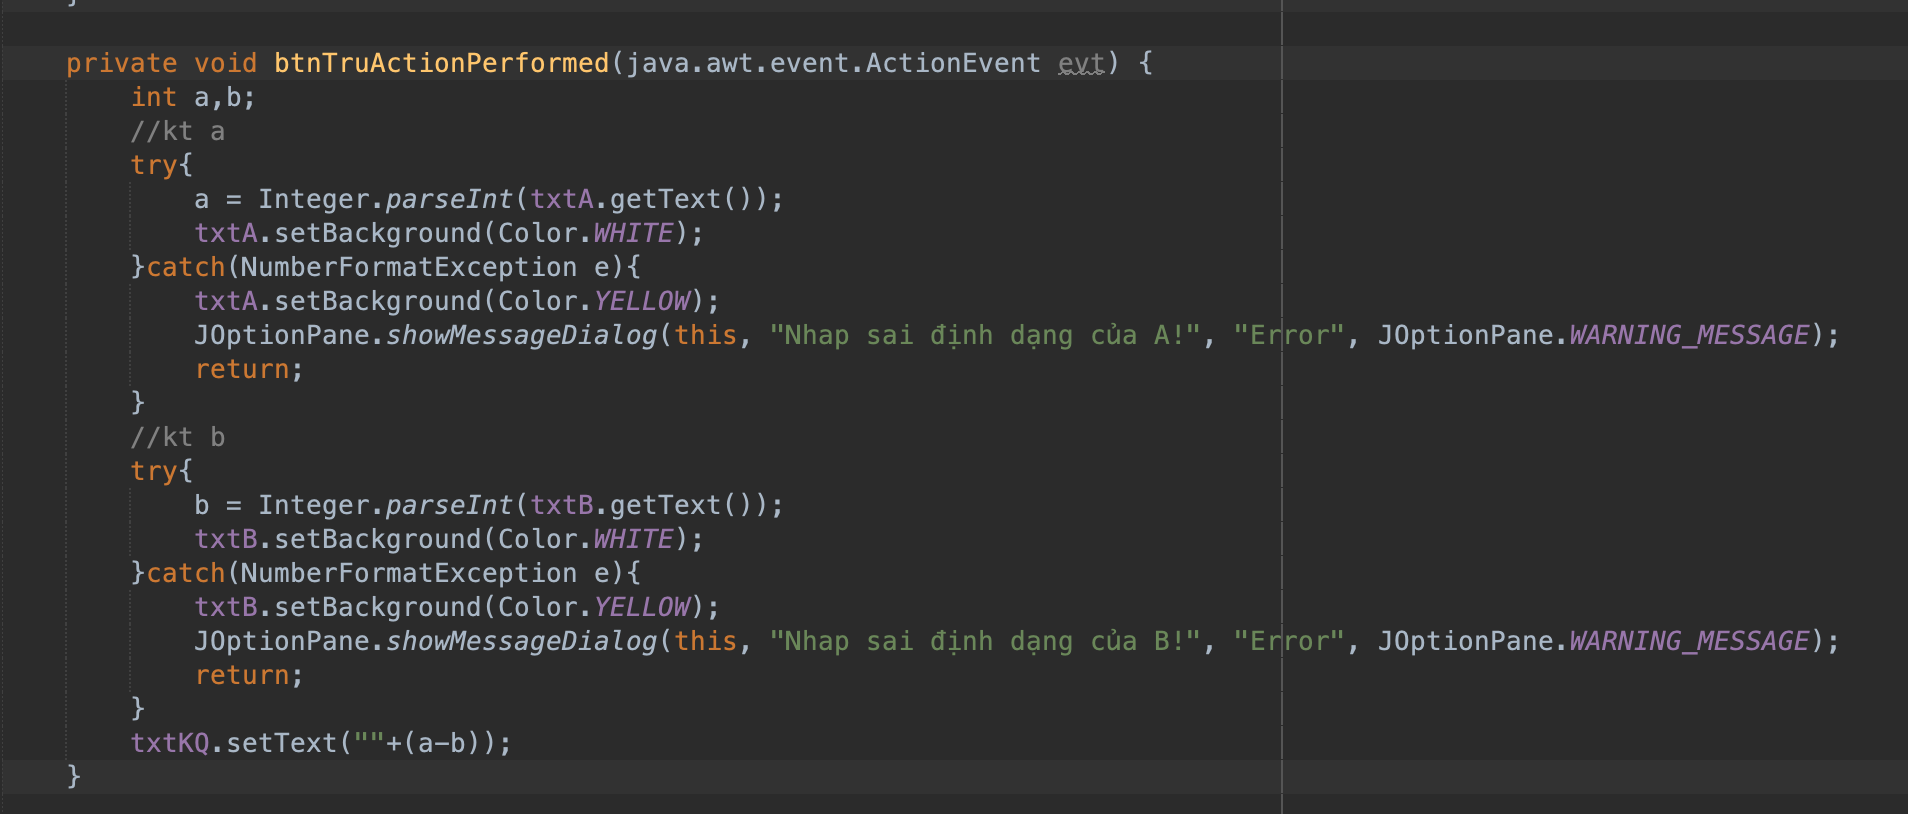 }
private void btnTruActionPerformed(java.awt.event.ActionEvent evt) {
int a,b;
//kt a
try{
a = Integer.parseInt(txtA.getText());
txtA.setBackground(Color.WHITE);
}catch(NumberFormatException e){
txtA.setBackground(Color.YELLOW);
JOptionPane.showMessageDialog(this, "Nhap sai định dạng của A!", "Error", JOptionPane.WARNING_MESSAGE);
return;
}
//kt b
try{
b = Integer.parseInt(txtB.getText());
txtB.setBackground(Color.WHITE);
}catch(NumberFormatException e){
txtB.setBackground(Color.YELLOW);
JOptionPane.showMessageDialog(this, "Nhap sai định dạng của B!", "Error", JOptionPane.WARNING_MESSAGE);
return;
}
txtKQ.setText(""+(a-b));
}